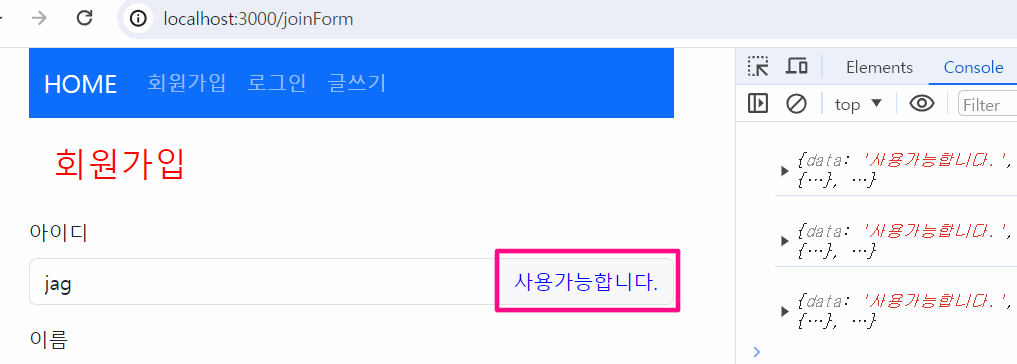 localhost:3000/joinForm
HOME 회원가입 로그인 글쓰기
회원가입
아이디
jag 사용가능합니다.
이름
Elements Console
top Filter
{data: '사용가능합니다.',
{…}, …}
{data: '사용가능합니다.',
{…}, …}
{data: '사용가능합니다.',
{…}, …}